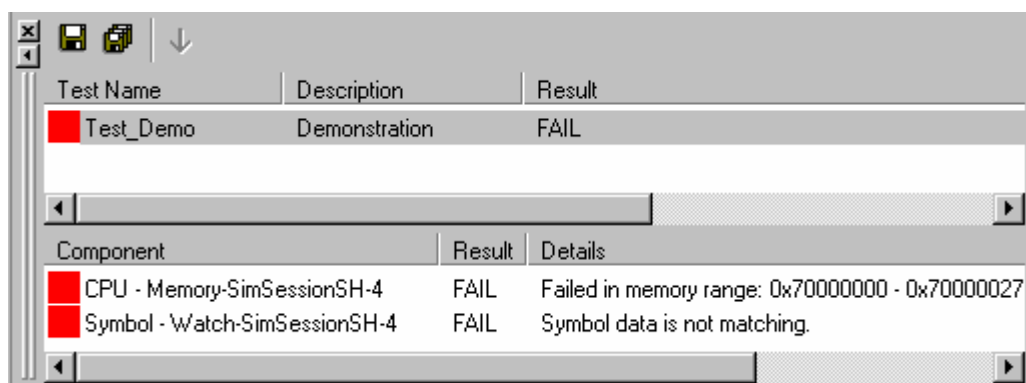 Test Name Description Result
Test_Demo Demonstration FAIL
Component Result Details
CPU - Memory-SimSessionSH-4 FAIL Failed in memory range: 0x70000000 - 0x70000027
Symbol - Watch-SimSessionSH-4 FAIL Symbol data is not matching.